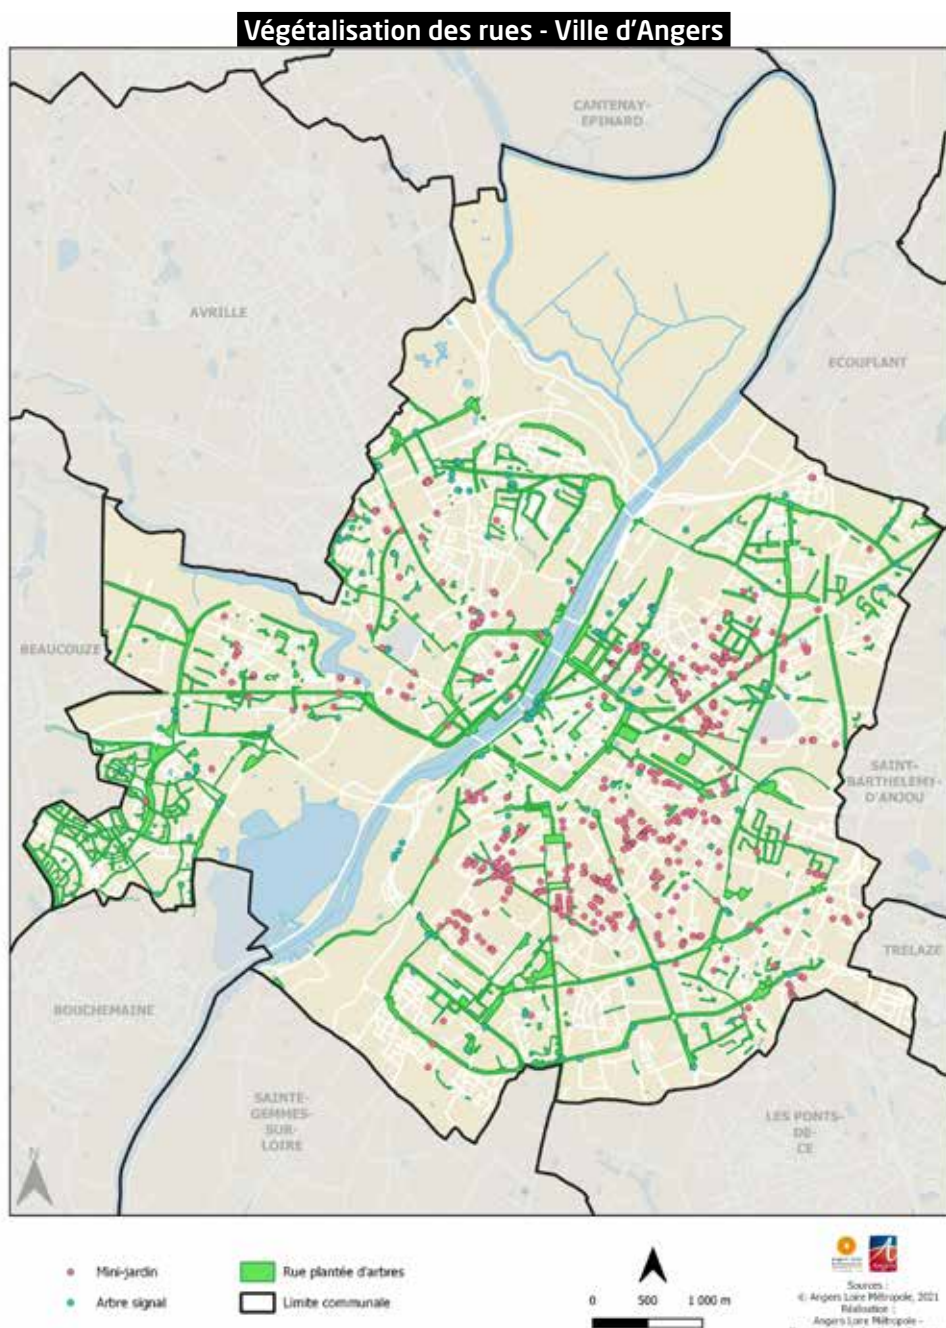 Végétalisation des rues - Ville d'Angers
CANTENAY-
EPINARD
AVRILLE
ECOUFLANT
BEAUCOUZE
SAINT-
BARTHELEMY-
D'ANJOU
TRELAZE
BOUCHEMAINE
SAINTE-
GEMMES-
SUR-
LOIRE
LES PONTS-
DE-
CE
N
Mini-jardin
Arbre signal
Rue plantée d'arbres
Limite communale
0 500 1 000 m
Sources :
© Angers Loire Métropole, 2021
Réalisation :
Angers Loire Métropole -